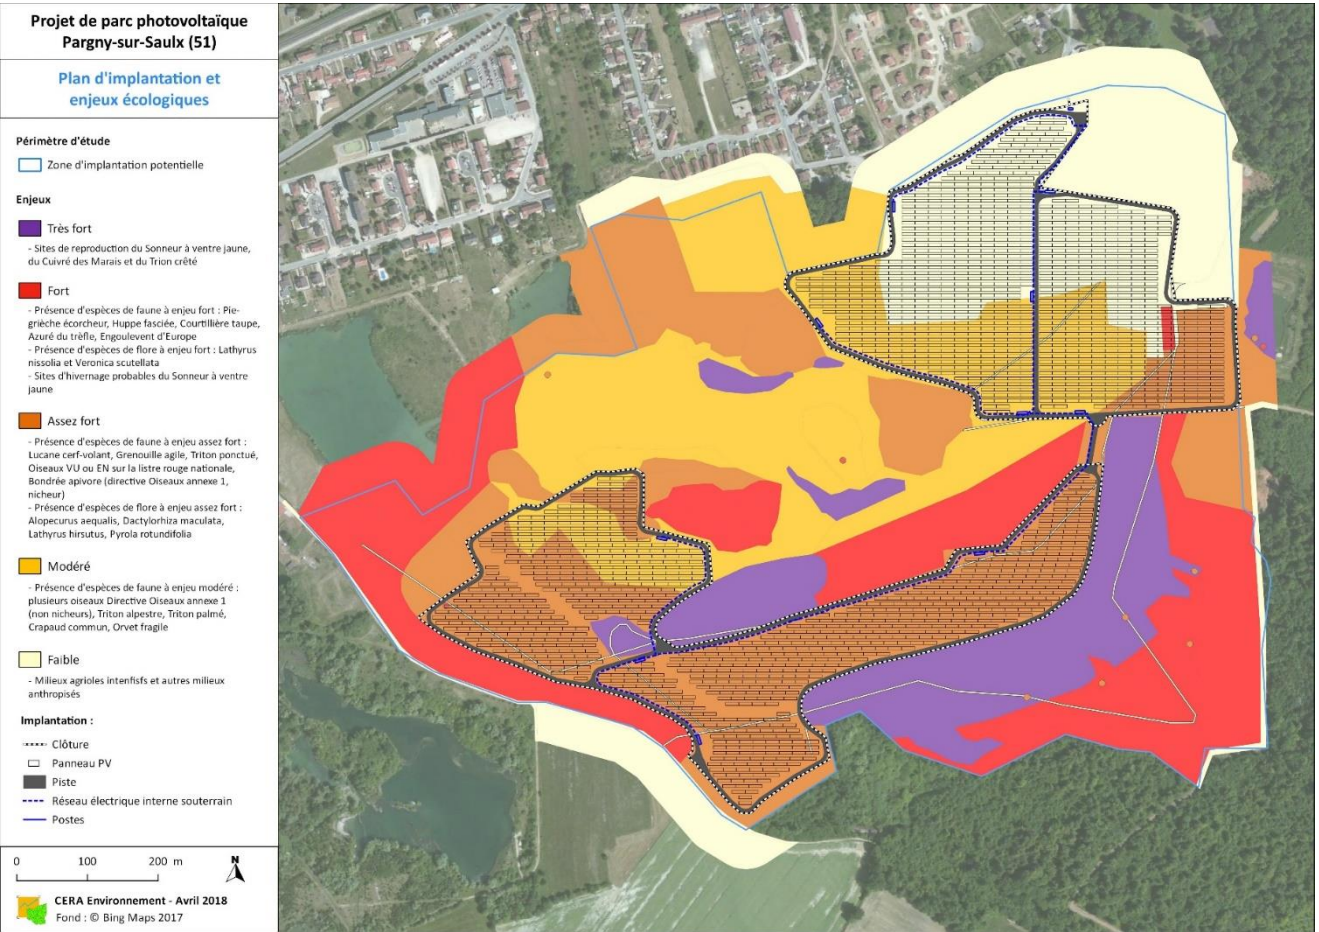 Projet de parc photovoltaïque
Pargny-sur-Saulx (51)
Plan d'implantation et
enjeux écologiques
Périmètre d'étude
Zone d'implantation potentielle
Enjeux
Très fort
- Sites de reproduction du Sonneur à ventre jaune,
du Cuivré des Marais et du Trion crêté
Fort
- Présence d'espèces de faune à enjeu fort : Pie-
grièche écorcheur, Huppe fasciée, Courtillière taupe,
Azuré du trèfle, Engoulevent d'Europe
- Présence d'espèces de flore à enjeu fort : Lathyrus
nissolia et Veronica scutellata
- Sites d'hivernage probables du Sonneur à ventre
jaune
Assez fort
- Présence d'espèces de faune à enjeu assez fort :
Lucane cerf-volant, Grenouille agile, Triton ponctué,
Oiseaux VU ou EN sur la listre rouge nationale,
Bondrée apivore (directive Oiseaux annexe 1,
nicheur)
- Présence d'espèces de flore à enjeu assez fort :
Alopecurus aequalis, Dactylorhiza maculata,
Lathyrus hirsutus, Pyrola rotundifolia
Modéré
- Présence d'espèces de faune à enjeu modéré :
plusieurs oiseaux Directive Oiseaux annexe 1
(non nicheurs), Triton alpestre, Triton palmé,
Crapaud commun, Orvet fragile
Faible
- Milieux agrioles intenfisfs et autres milieux
anthropisés
Implantation :
Clôture
Panneau PV
Piste
Réseau électrique interne souterrain
Postes
0 100 200 m
N
CERA Environnement - Avril 2018
Fond : © Bing Maps 2017